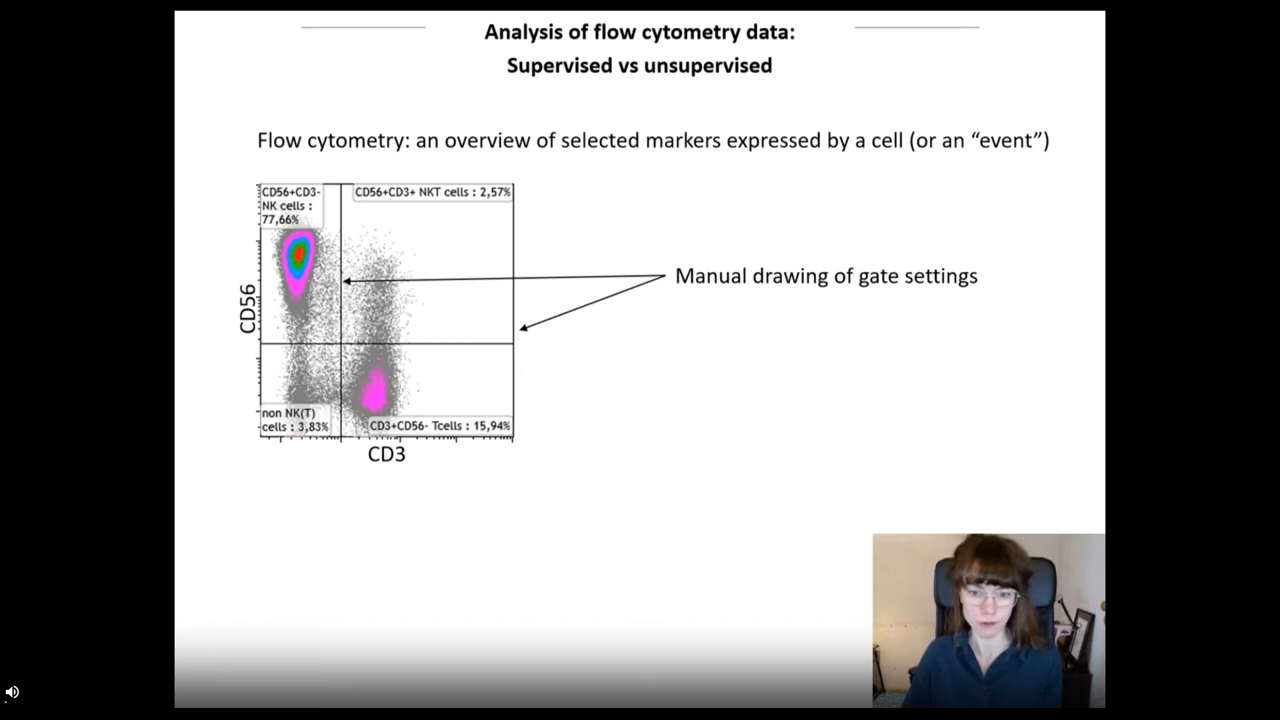 Analysis of flow cytometry data:
Supervised vs unsupervised
Flow cytometry: an overview of selected markers expressed by a cell (or an “event”)
CD56+CD3-
NK cells :
77,66%
CD56+CD3+ NKT cells : 2,57%
Manual drawing of gate settings
CD56
non NK(T)
cells : 3,83%
CD3+CD56- Tcells : 15,94%
CD3